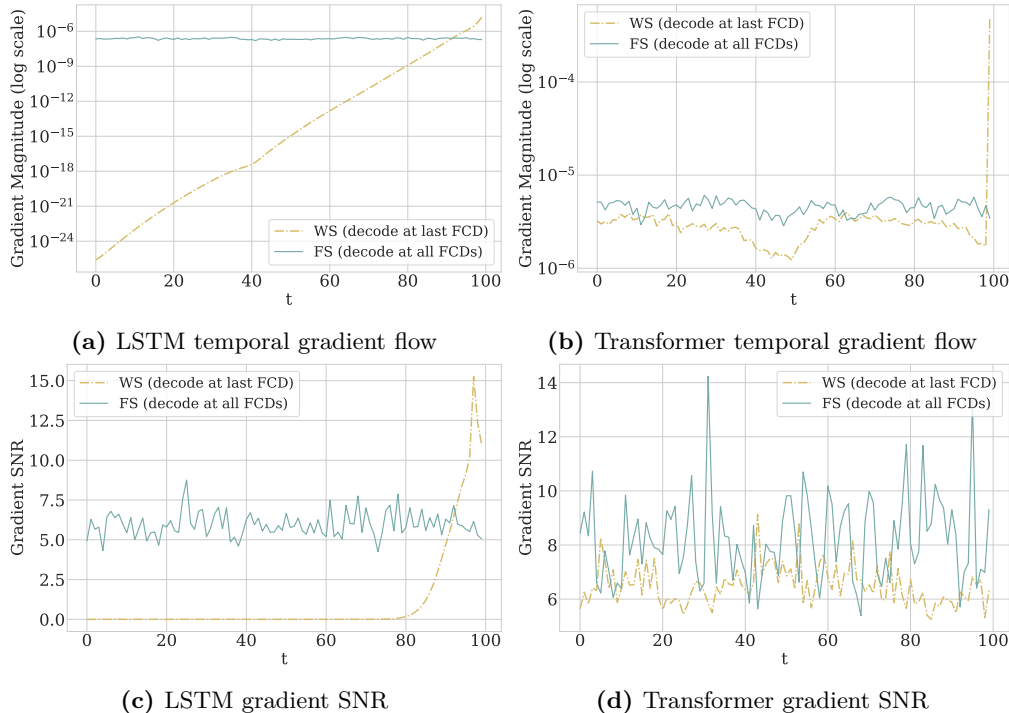 Gradient Magnitude (log scale)
10^-6
10^-9
10^-12
10^-15
10^-18
10^-21
10^-24
WS (decode at last FCD)
FS (decode at all FCDs)
0 20 40 60 80 100
t
(a) LSTM temporal gradient flow
Gradient Magnitude (log scale)
10^-4
10^-5
10^-6
WS (decode at last FCD)
FS (decode at all FCDs)
0 20 40 60 80 100
t
(b) Transformer temporal gradient flow
Gradient SNR
15.0
12.5
10.0
7.5
5.0
2.5
0.0
WS (decode at last FCD)
FS (decode at all FCDs)
0 20 40 60 80 100
t
(c) LSTM gradient SNR
Gradient SNR
14
12
10
8
6
WS (decode at last FCD)
FS (decode at all FCDs)
0 20 40 60 80 100
t
(d) Transformer gradient SNR